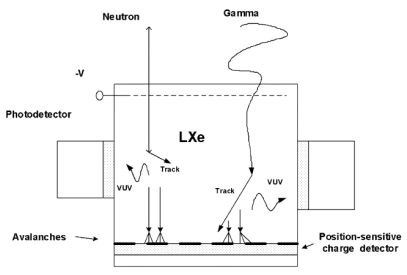 Neutron
Gamma
-V
Photodetector
LXe
Track
VUV
Track
VUV
Avalanches
Position-sensitive
charge detector